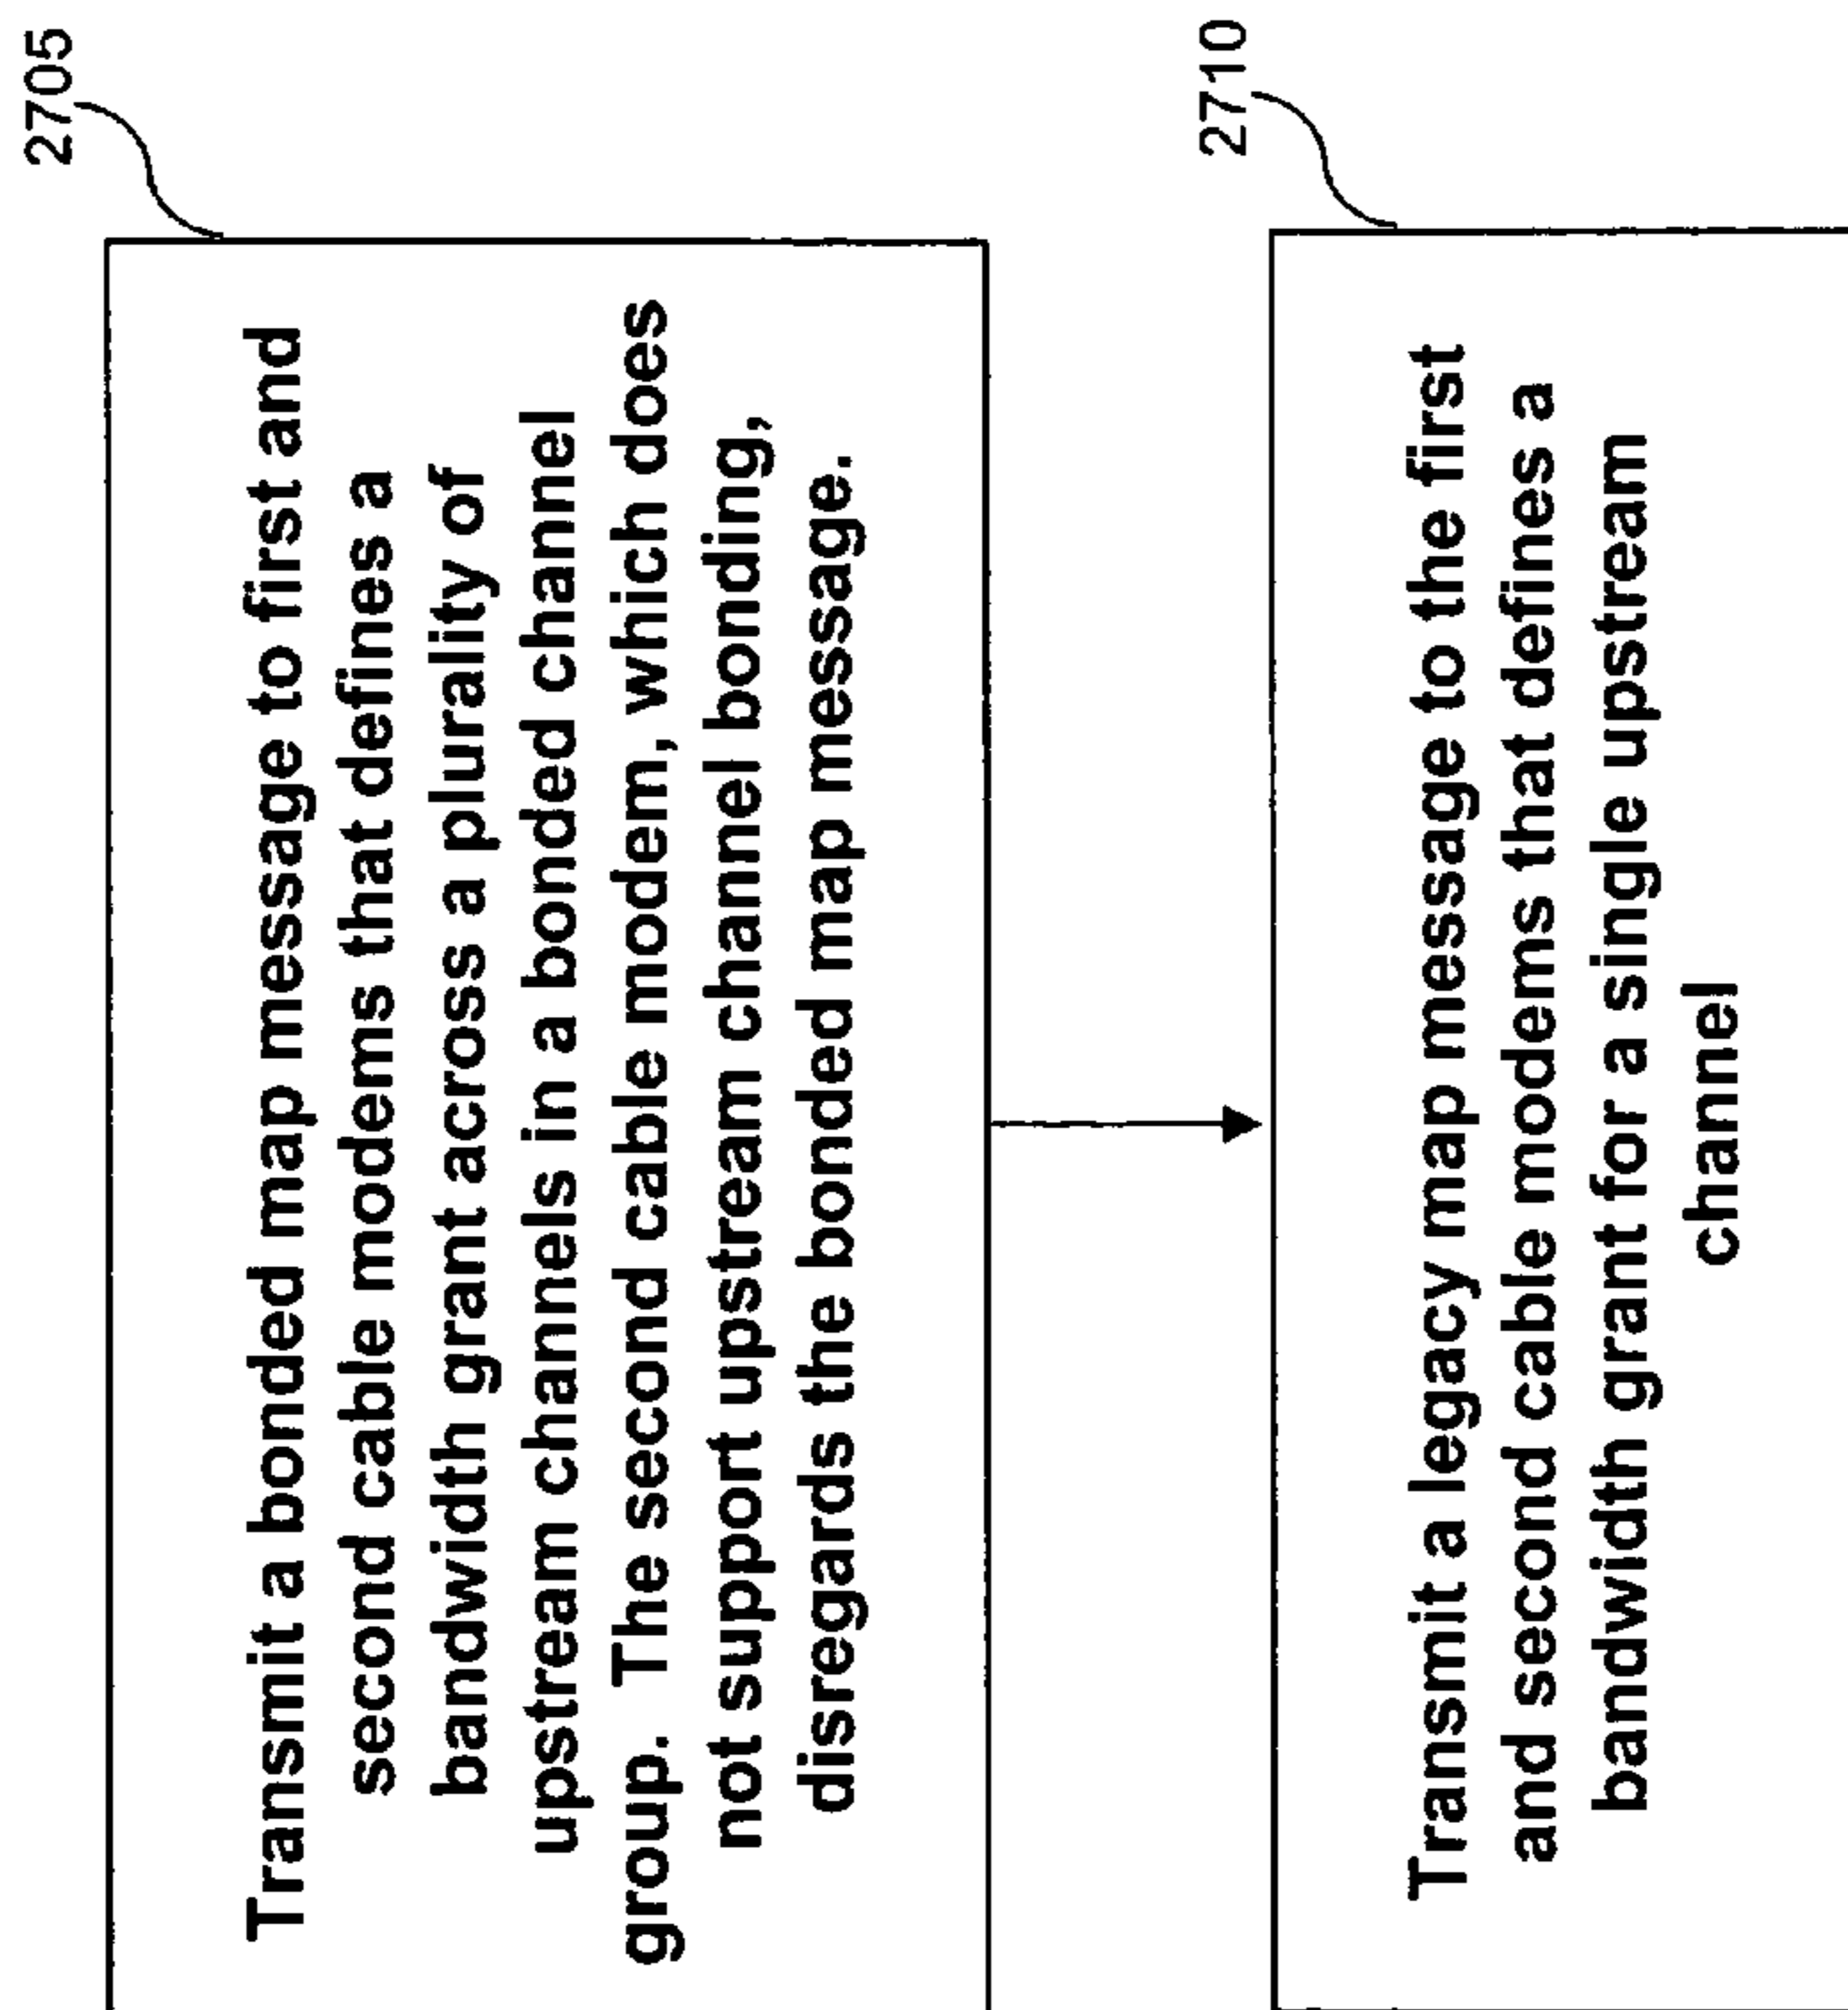 2705
Transmit a bonded map message to first and
second cable modems that defines a
bandwidth grant across a plurality of
upstream channels in a bonded channel
group. The second cable modem, which does
not support upstream channel bonding,
disregards the bonded map message.
2710
Transmit a legacy map message to the first
and second cable modems that defines a
bandwidth grant for a single upstream
channel